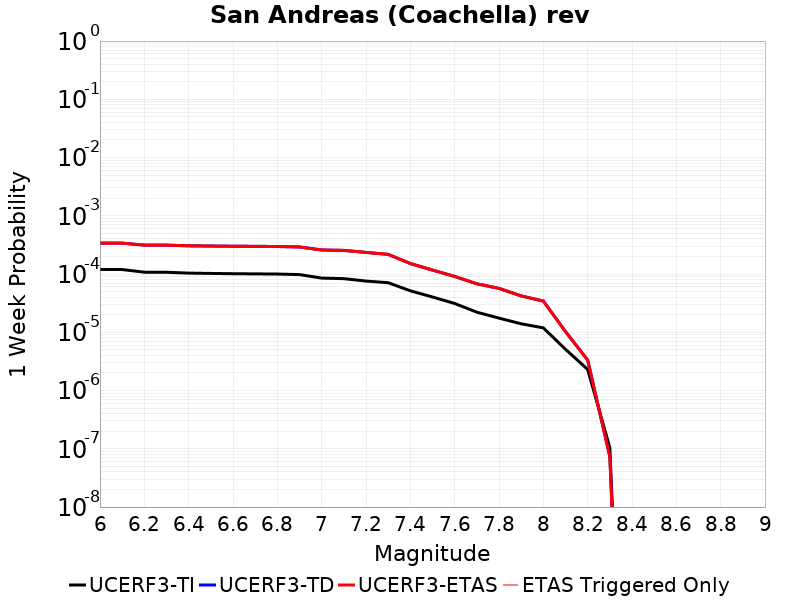 San Andreas (Coachella) rev
1 Week Probability
10^0
10^-1
10^-2
10^-3
10^-4
10^-5
10^-6
10^-7
10^-8
6 6.2 6.4 6.6 6.8 7 7.2 7.4 7.6 7.8 8 8.2 8.4 8.6 8.8 9
Magnitude
UCERF3-TI UCERF3-TD UCERF3-ETAS ETAS Triggered Only